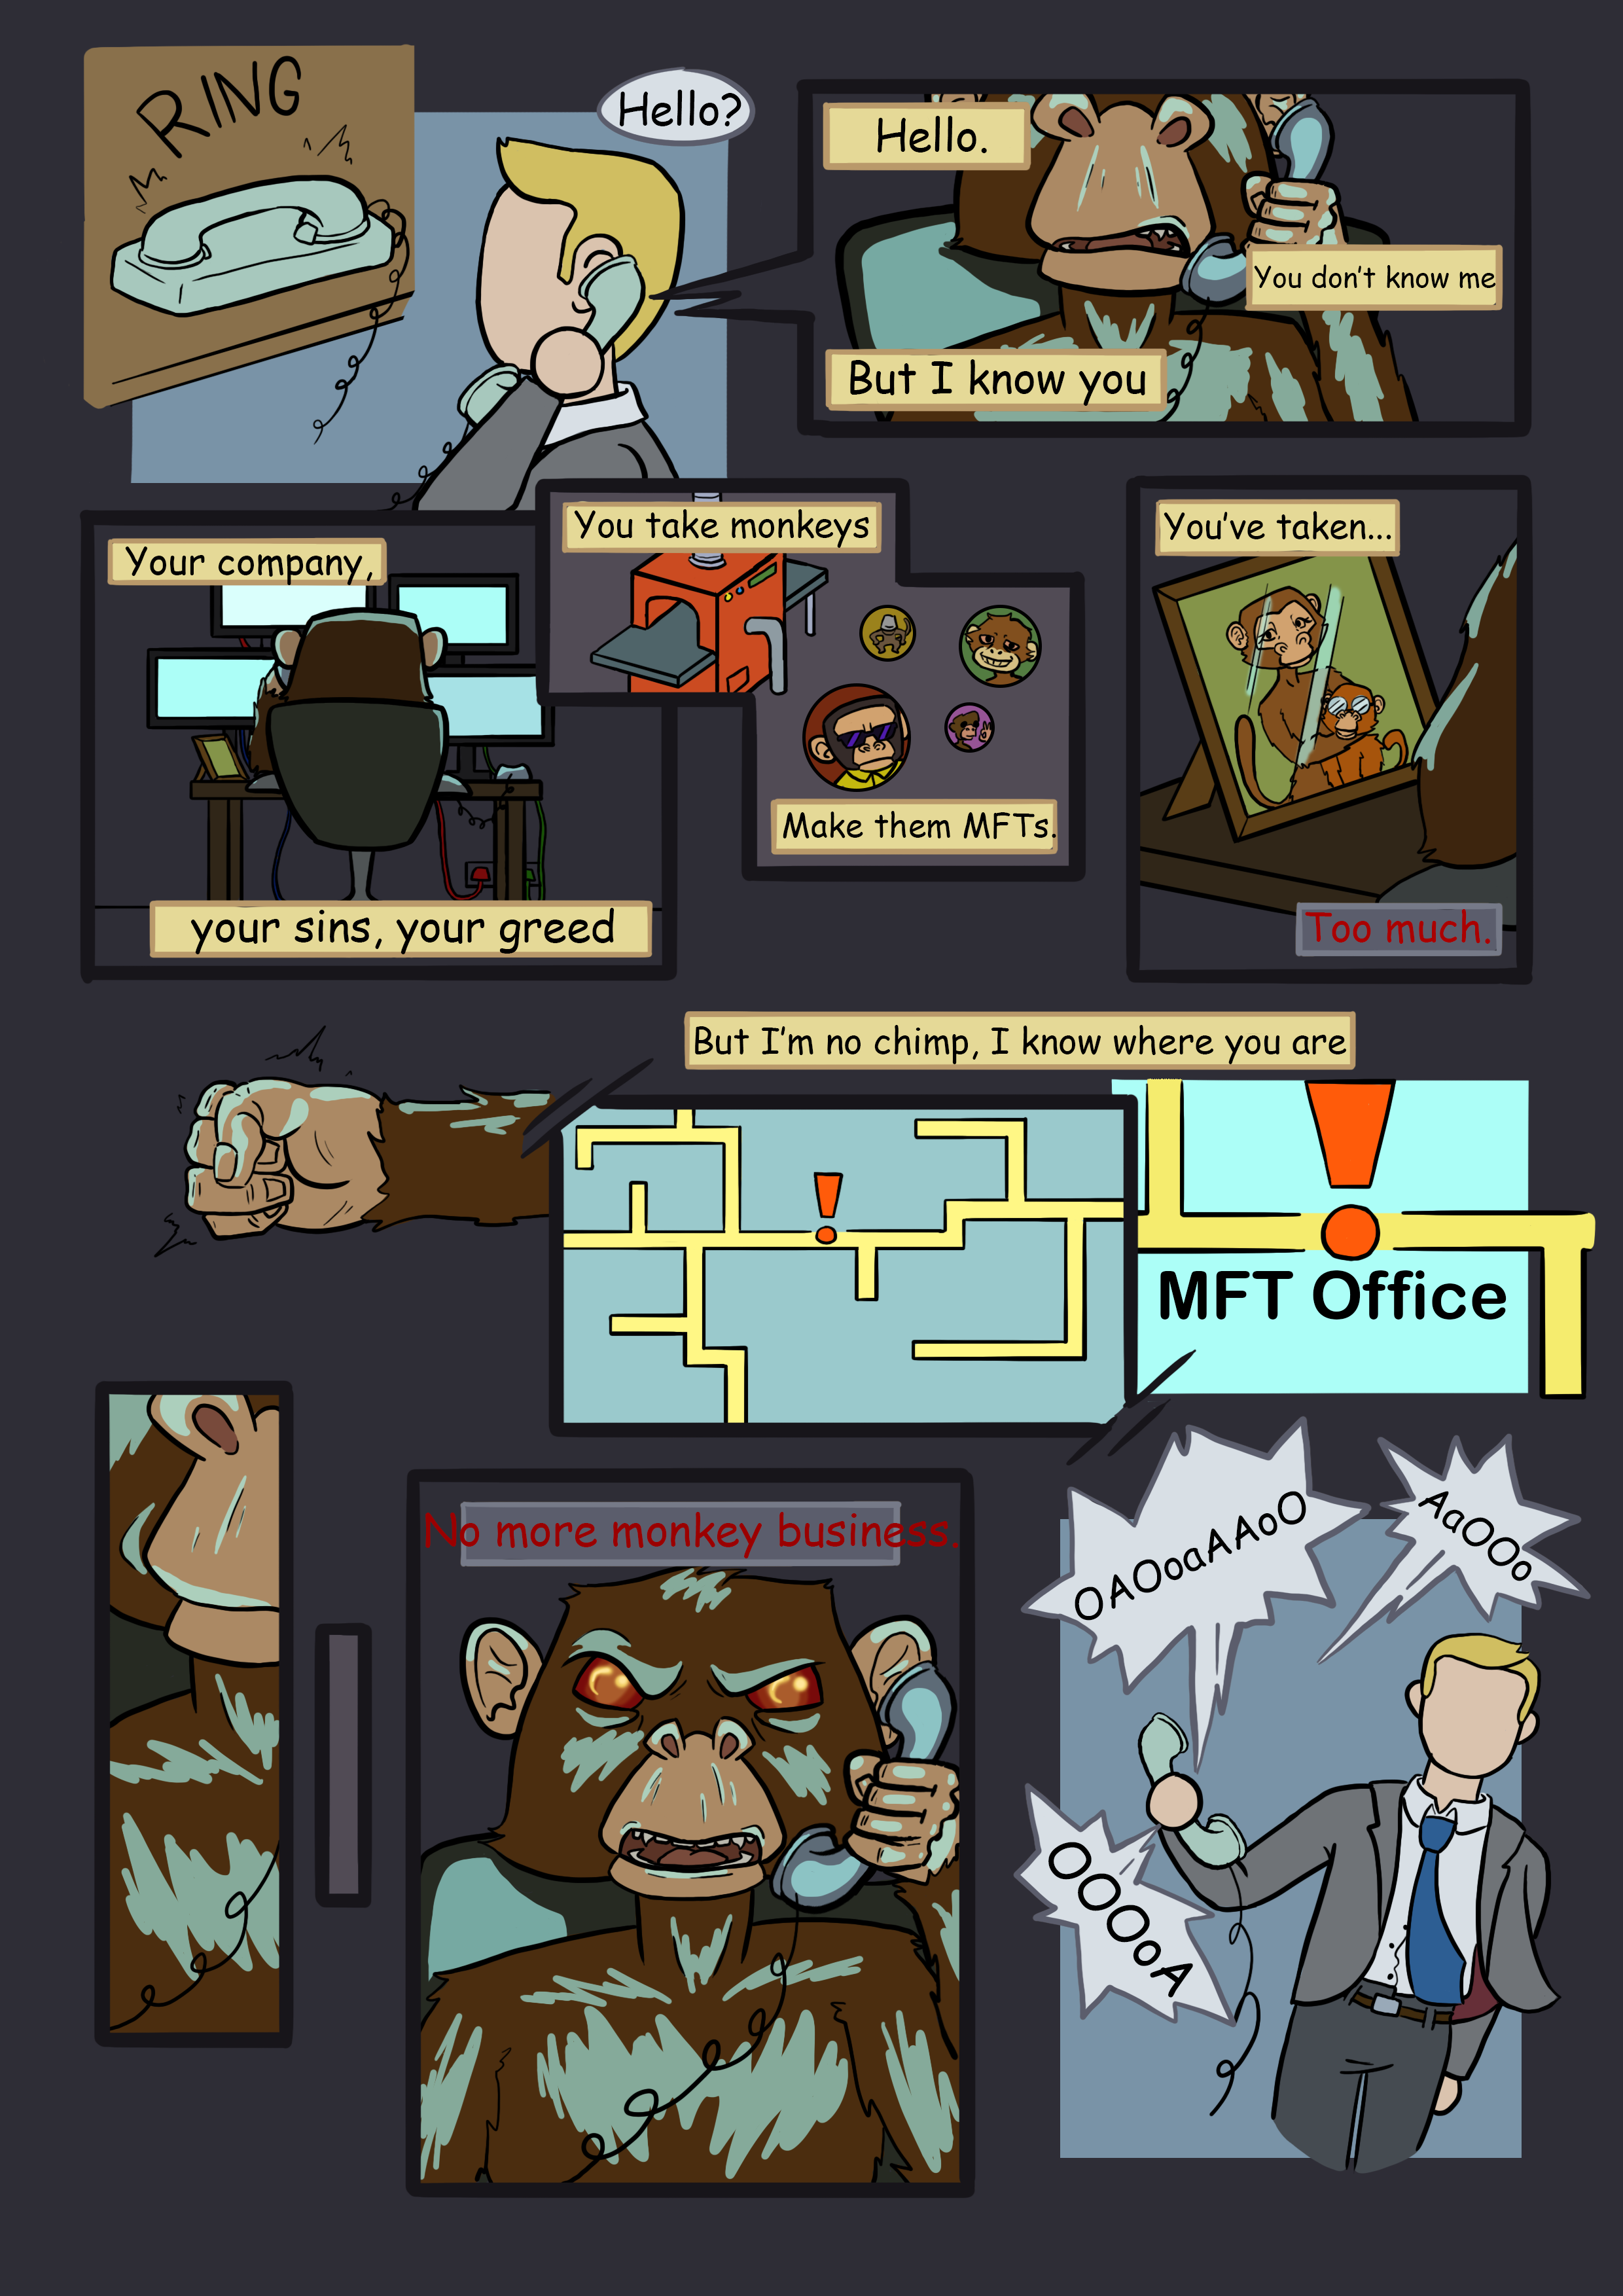 RING
Hello?
Hello.
You don't know me
But I know you
Your company,
your sins, your greed
You take monkeys
Make them MFTs.
You've taken...
Too much.
But I'm no chimp, I know where you are
MFT Office
No more monkey business.
OAOoaAAoO
AaOOo
OOOoA